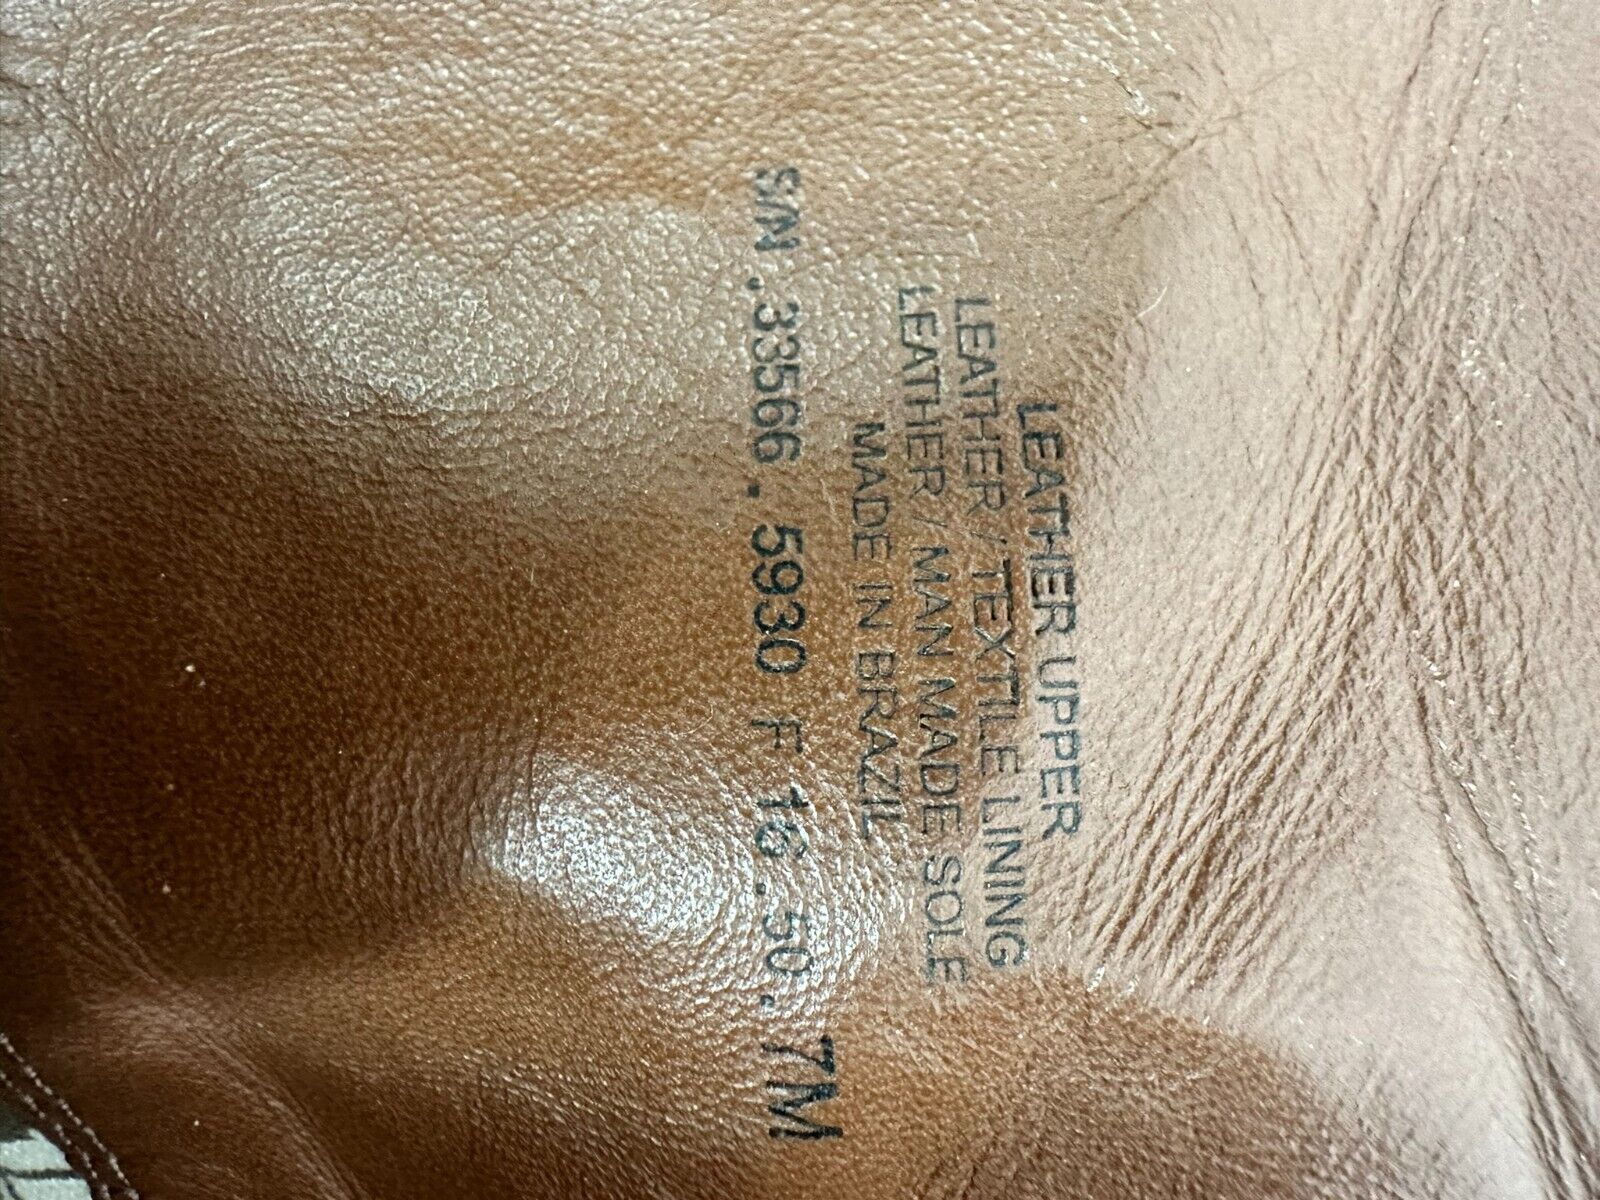 LEATHER UPPER
LEATHER / TEXTILE LINING
LEATHER / MAN MADE SOLE
MADE IN BRAZIL
S/N .33566.5930 F 16.50.7M